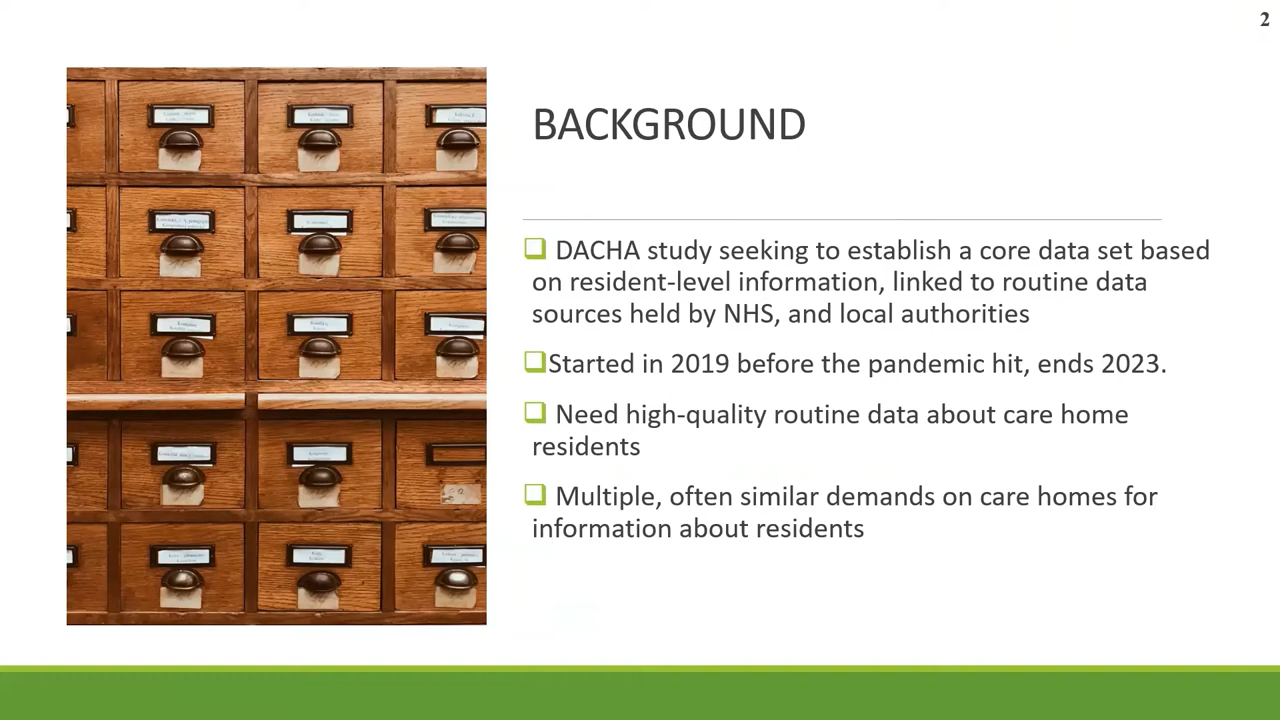 2
BACKGROUND
DACHA study seeking to establish a core data set based
on resident-level information, linked to routine data
sources held by NHS, and local authorities
Started in 2019 before the pandemic hit, ends 2023.
Need high-quality routine data about care home
residents
Multiple, often similar demands on care homes for
information about residents